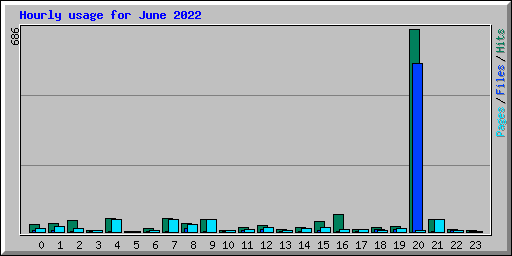 Hourly usage for June 2022
686
Pages/Files/Hits
0 1 2 3 4 5 6 7 8 9 10 11 12 13 14 15 16 17 18 19 20 21 22 23